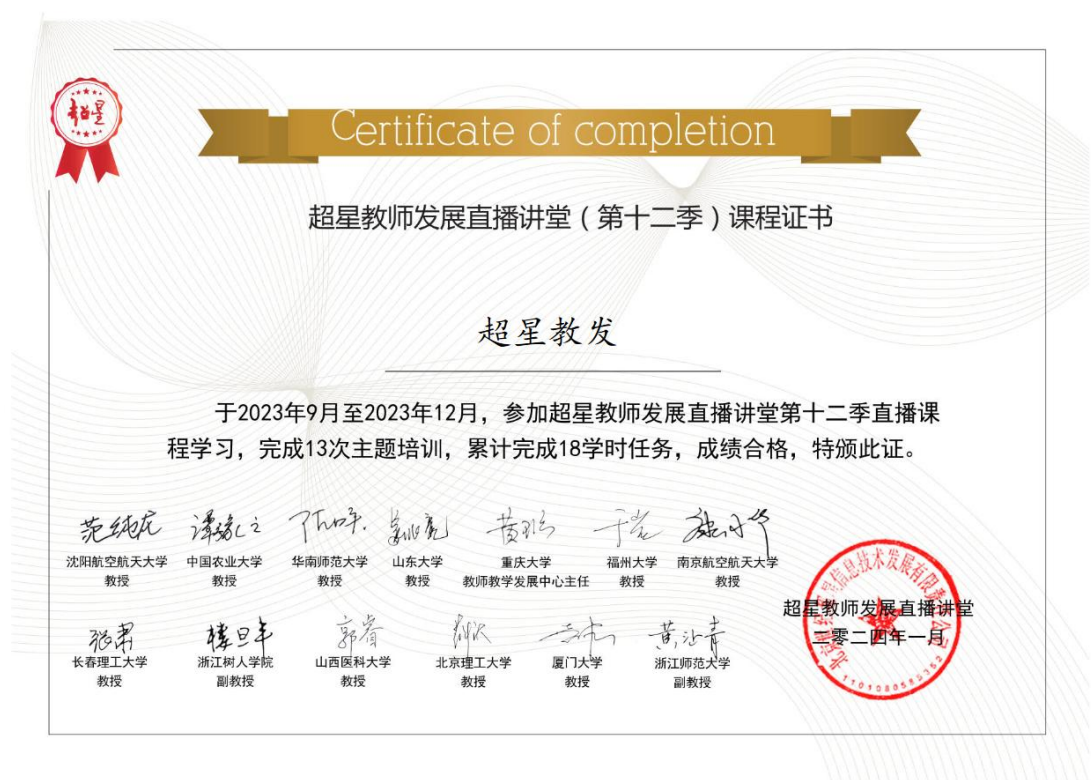 超星
Certificate of completion
超星教师发展直播讲堂（第十二季）课程证书
超星教发
于2023年9月至2023年12月，参加超星教师发展直播讲堂第十二季直播课
程学习，完成13次主题培训，累计完成18学时任务，成绩合格，特颁此证。
沈阳航空航天大学 中国农业大学 华南师范大学 山东大学 重庆大学 福州大学 南京航空航天大学
教授 教授 教授 教授 教师教学发展中心主任 教授 教授
长春理工大学 浙江树人学院 山西医科大学 北京理工大学 厦门大学 浙江师范大学
教授 副教授 教授 教授 教授 副教授
超星教师发展直播讲堂
二零二四年一月